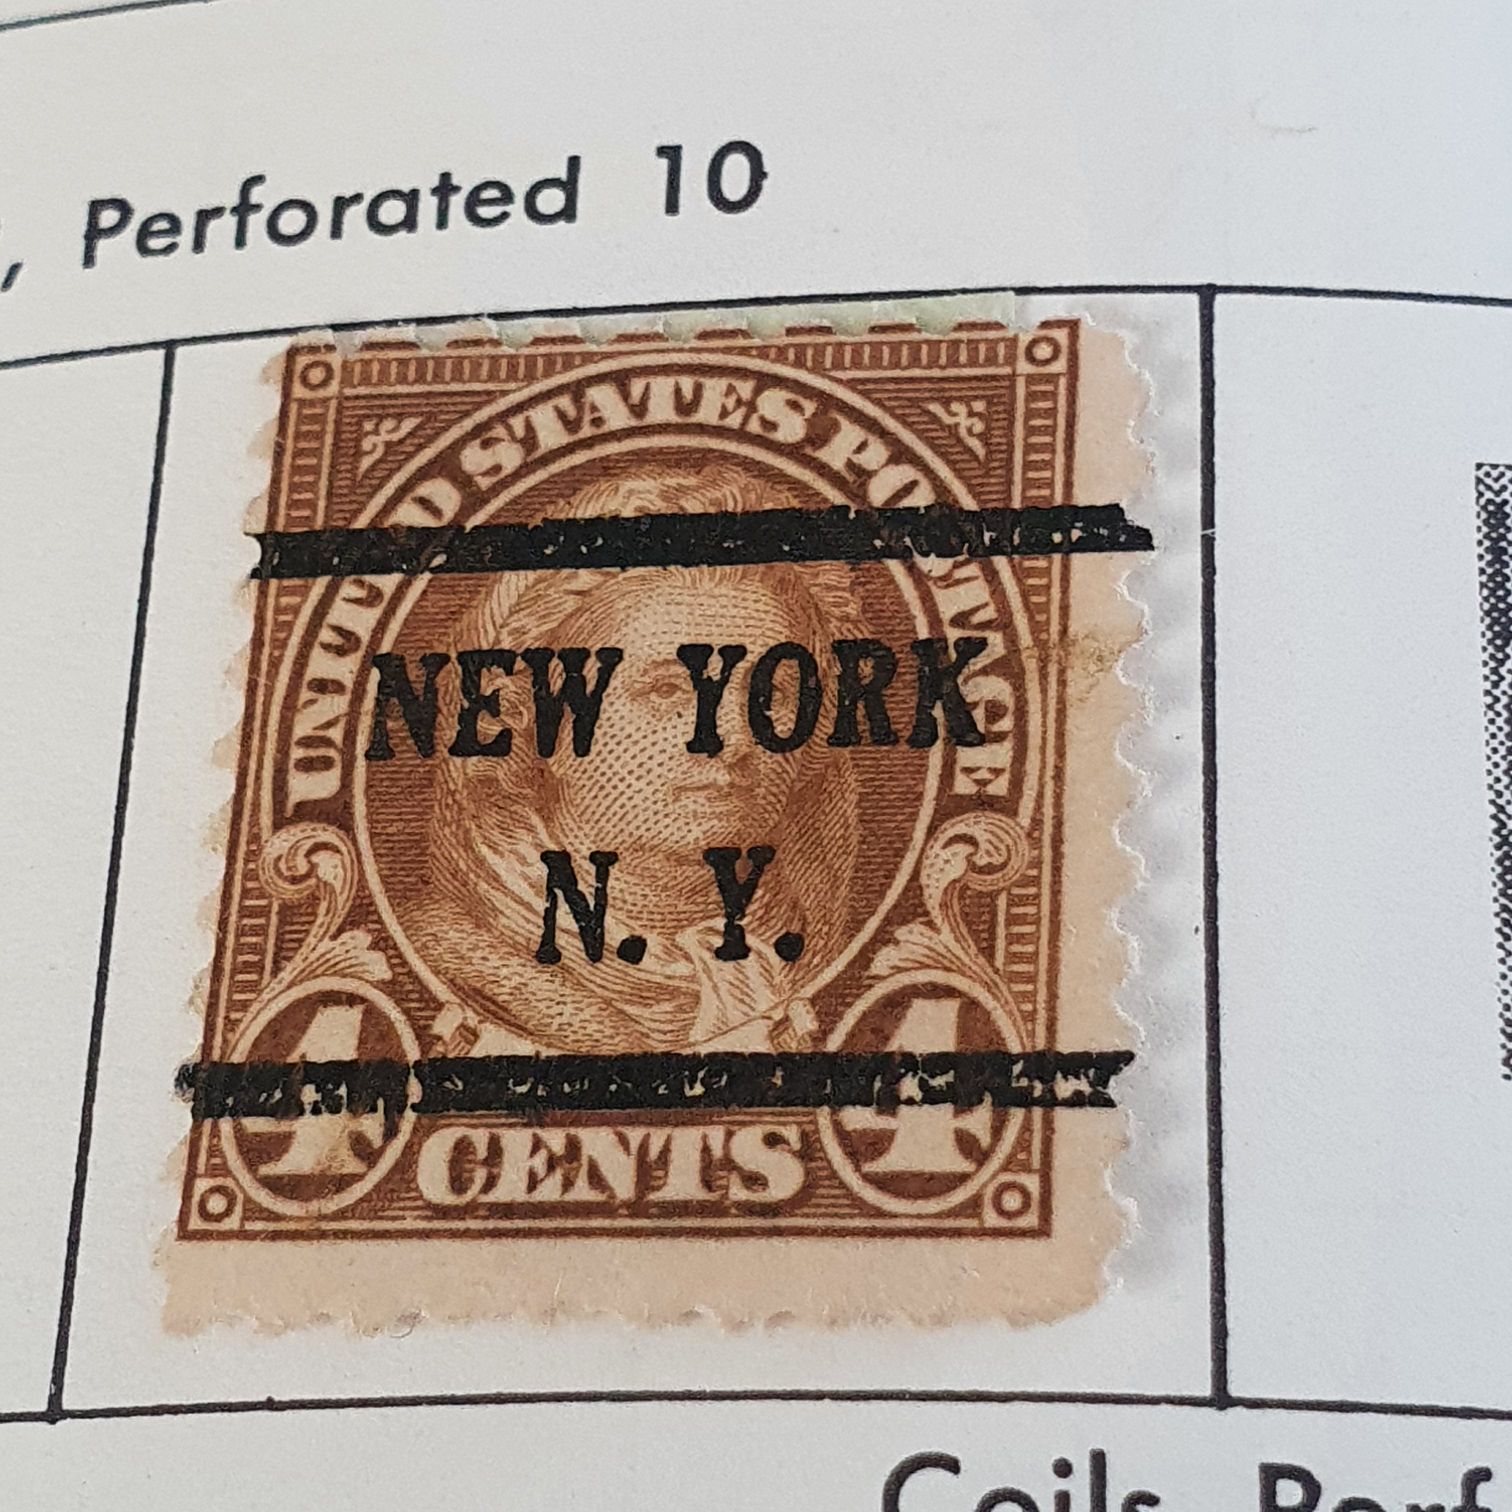 , Perforated 10
UNITED STATES POSTAGE
NEW YORK
N. Y.
4 CENTS 4
Coils, Perf